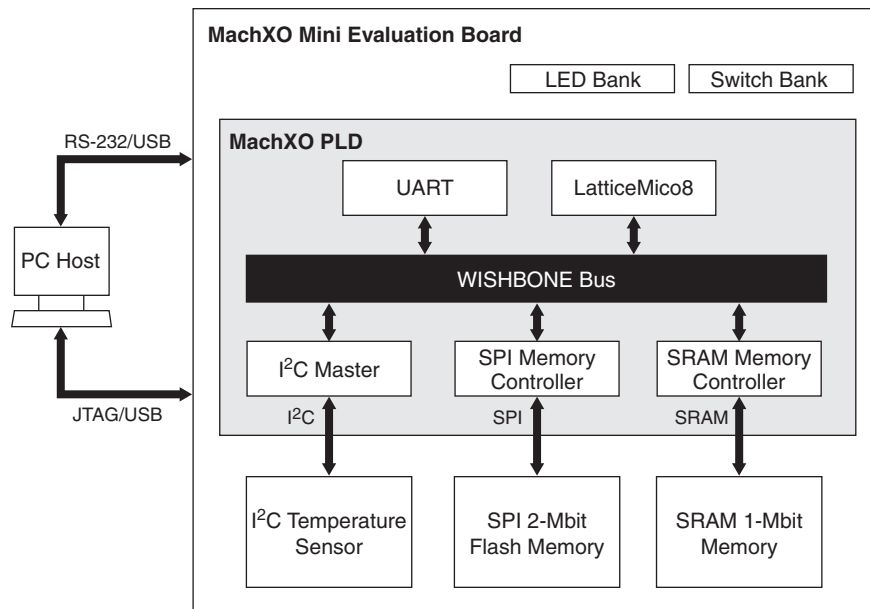 MachXO Mini Evaluation Board
LED Bank
Switch Bank
RS-232/USB
MachXO PLD
UART
LatticeMico8
PC Host
WISHBONE Bus
I²C Master
SPI Memory
Controller
SRAM Memory
Controller
JTAG/USB
I²C
SPI
SRAM
I²C Temperature
Sensor
SPI 2-Mbit
Flash Memory
SRAM 1-Mbit
Memory